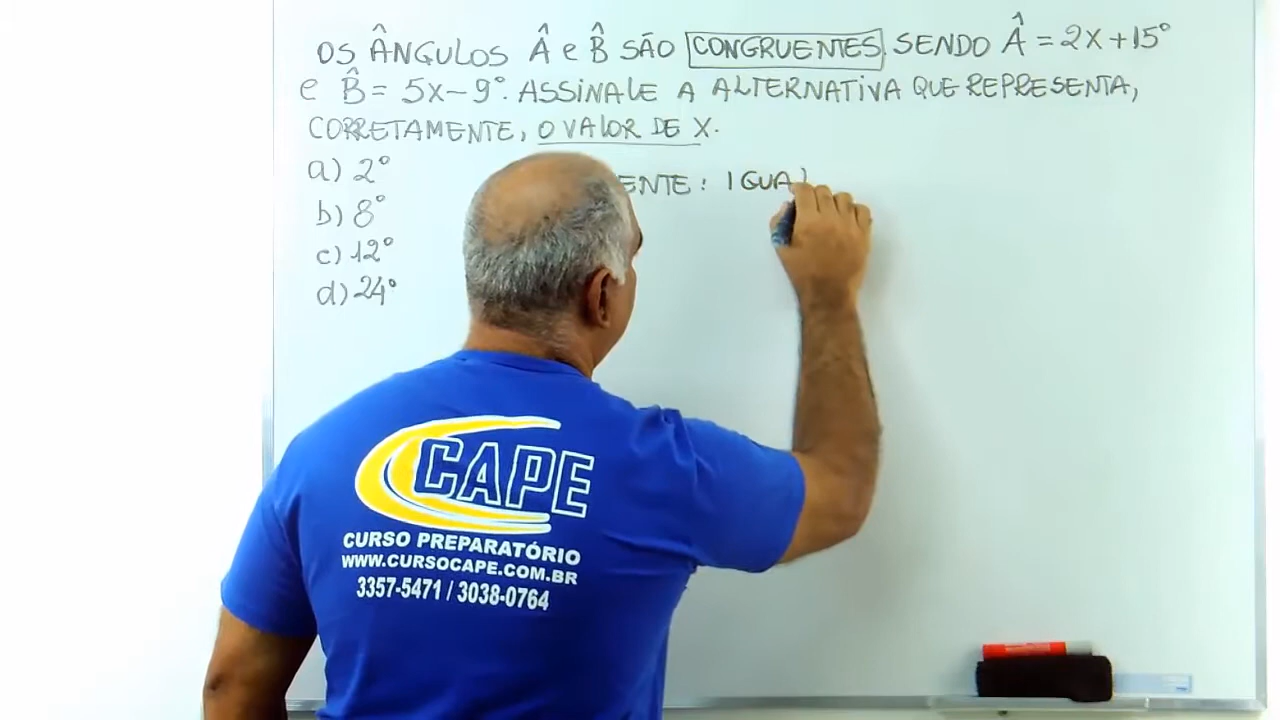 OS ÂNGULOS Â e B̂ SÃO CONGRUENTES. SENDO Â = 2X+15°
e B̂ = 5X-9°. ASSINALE A ALTERNATIVA QUE REPRESENTA,
CORRETAMENTE, O VALOR DE X.
a) 2°
ENTE: IGUAL
b) 8°
c) 12°
d) 24°
CAPE
CURSO PREPARATÓRIO
WWW.CURSOCAPE.COM.BR
3357-5471 / 3038-0764